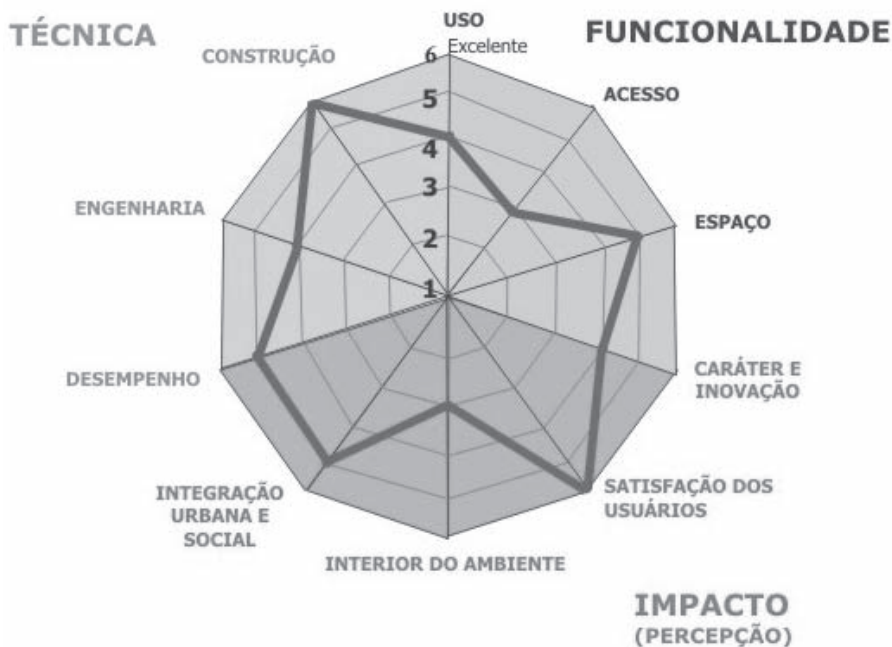 USO
TÉCNICA
FUNCIONALIDADE
CONSTRUÇÃO
6 Excelente
5
ACESSO
4
3
ENGENHARIA
ESPAÇO
2
1
DESEMPENHO
CARÁTER E
INOVAÇÃO
INTEGRAÇÃO
URBANA E
SOCIAL
SATISFAÇÃO DOS
USUÁRIOS
INTERIOR DO AMBIENTE
IMPACTO
(PERCEPÇÃO)